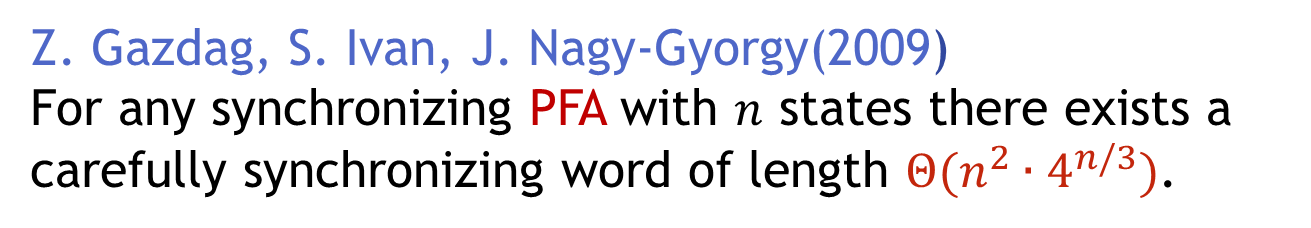 Z. Gazdag, S. Ivan, J. Nagy-Gyorgy(2009)
For any synchronizing PFA with n states there exists a
carefully synchronizing word of length Θ(n² · 4^{n/3}).